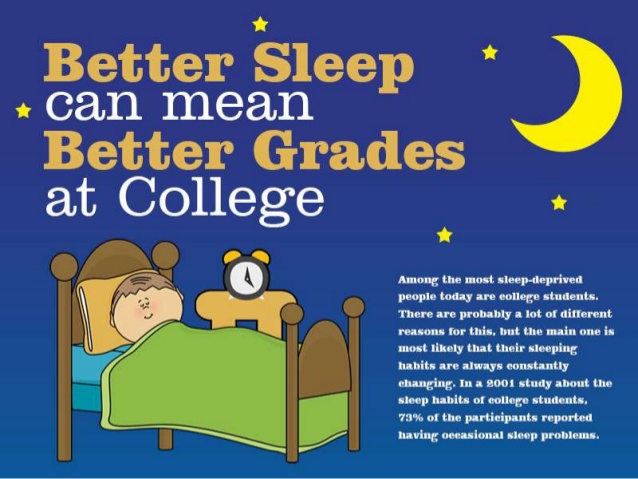 Better Sleep
can mean
Better Grades
at College
Among the most sleep-deprived
people today are college students.
There are probably a lot of different
reasons for this, but the main one is
most likely that their sleeping
habits are always constantly
changing. In a 2001 study about the
sleep habits of college students,
73% of the participants reported
having occasional sleep problems.